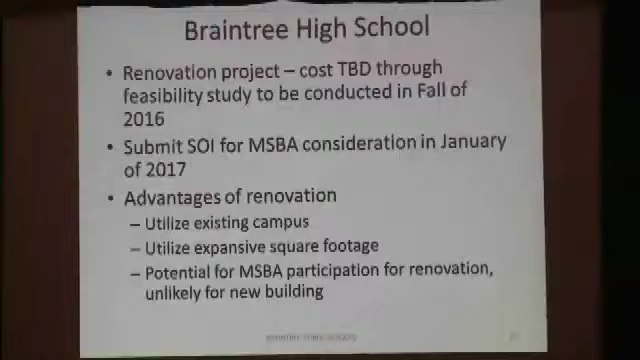 Braintree High School
• Renovation project – cost TBD through
feasibility study to be conducted in Fall of
2016
• Submit SOI for MSBA consideration in January
of 2017
• Advantages of renovation
– Utilize existing campus
– Utilize expansive square footage
– Potential for MSBA participation for renovation,
unlikely for new building